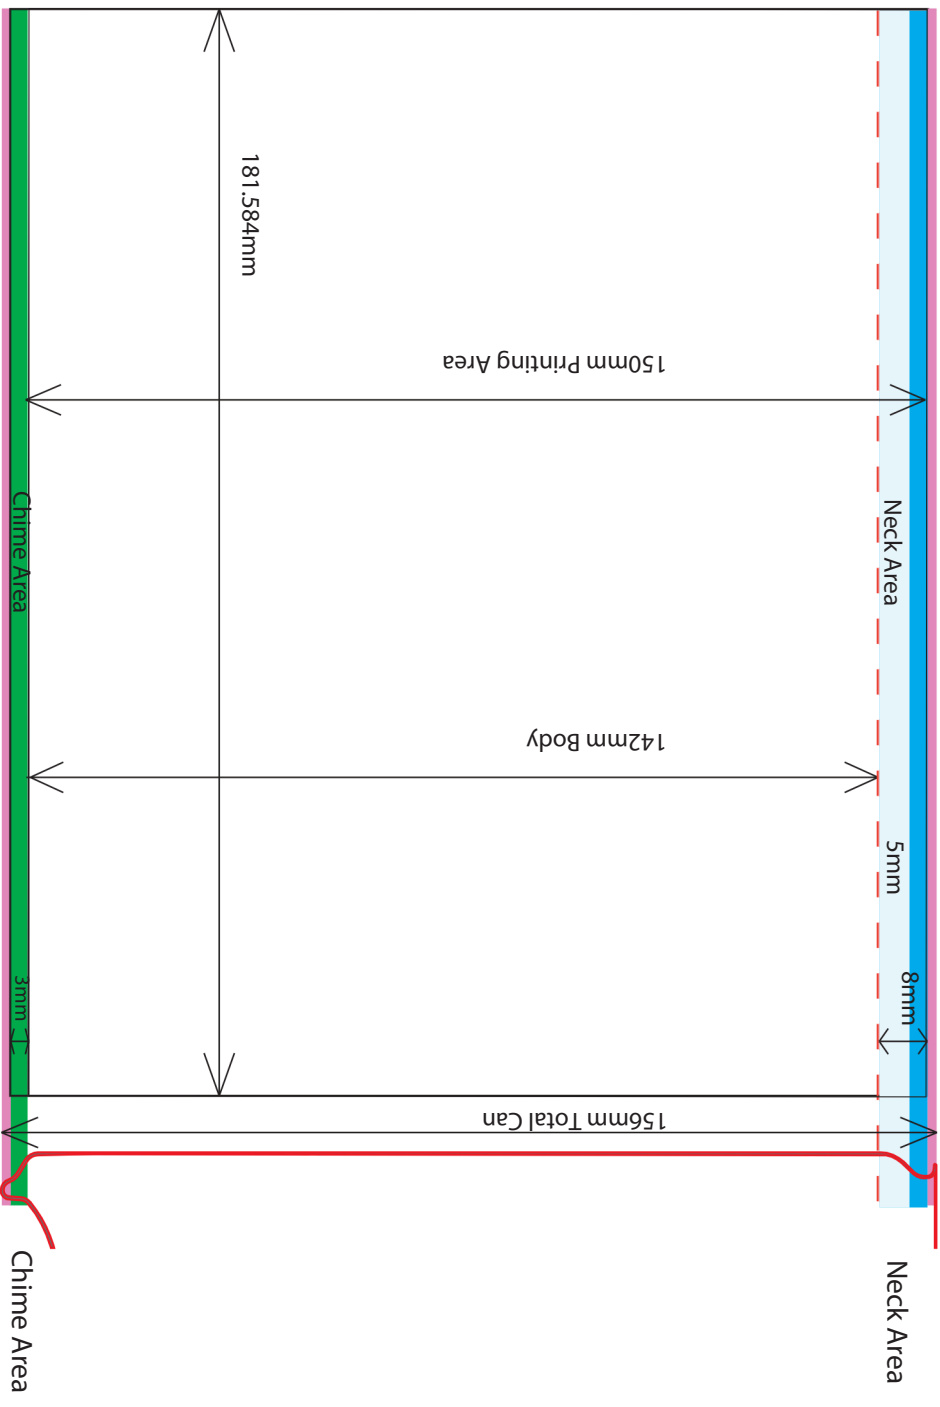 181.584mm
150mm Printing Area
Chime Area
Neck Area
142mm Body
5mm
3mm
8mm
156mm Total Can
Chime Area
Neck Area